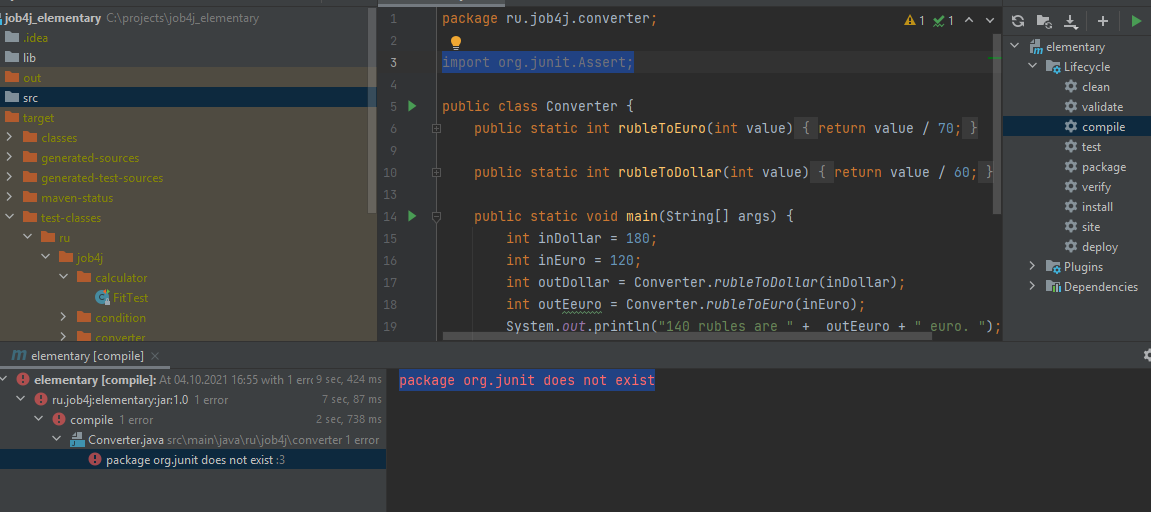 job4j_elementary C:\projects\job4j_elementary
.idea
lib
out
src
target
classes
generated-sources
generated-test-sources
maven-status
test-classes
ru
job4j
calculator
FitTest
condition
converter
1 package ru.job4j.converter;
2
3 import org.junit.Assert;
4
5 public class Converter {
6 public static int rubleToEuro(int value) { return value / 70; }
9
10 public static int rubleToDollar(int value) { return value / 60; }
13
14 public static void main(String[] args) {
15 int inDollar = 180;
16 int inEuro = 120;
17 int outDollar = Converter.rubleToDollar(inDollar);
18 int outEeuro = Converter.rubleToEuro(inEuro);
19 System.out.println("140 rubles are " + outEeuro + " euro. ");
1 1
elementary
Lifecycle
clean
validate
compile
test
package
verify
install
site
deploy
Plugins
Dependencies
m elementary [compile]
elementary [compile]: At 04.10.2021 16:55 with 1 erro 9 sec, 424 ms
ru.job4j:elementary:jar:1.0 1 error 7 sec, 87 ms
compile 1 error 2 sec, 738 ms
Converter.java src\main\java\ru\job4j\converter 1 error
package org.junit does not exist :3
package org.junit does not exist